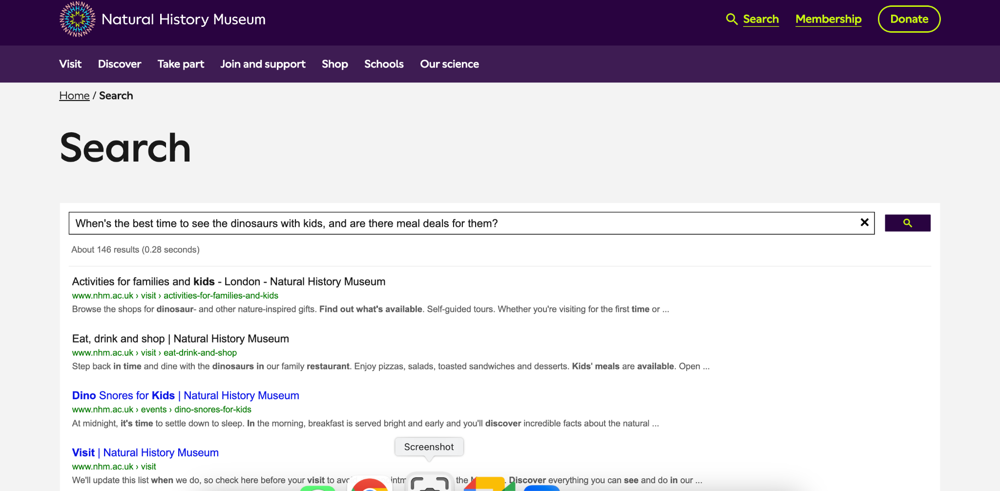 Natural History Museum
Search Membership Donate
Visit Discover Take part Join and support Shop Schools Our science
Home / Search
Search
When's the best time to see the dinosaurs with kids, and are there meal deals for them?
About 146 results (0.28 seconds)
Activities for families and kids - London - Natural History Museum
www.nhm.ac.uk › visit › activities-for-families-and-kids
Browse the shops for dinosaur- and other nature-inspired gifts. Find out what's available. Self-guided tours. Whether you're visiting for the first time or ...
Eat, drink and shop | Natural History Museum
www.nhm.ac.uk › visit › eat-drink-and-shop
Step back in time and dine with the dinosaurs in our family restaurant. Enjoy pizzas, salads, toasted sandwiches and desserts. Kids' meals are available. Open ...
Dino Snores for Kids | Natural History Museum
www.nhm.ac.uk › events › dino-snores-for-kids
At midnight, it's time to settle down to sleep. In the morning, breakfast is served bright and early and you'll discover incredible facts about the natural ...
Screenshot
Visit | Natural History Museum
www.nhm.ac.uk › visit
We'll update this list when we do, so check here before your visit to the Discover everything you can see and do in our ...